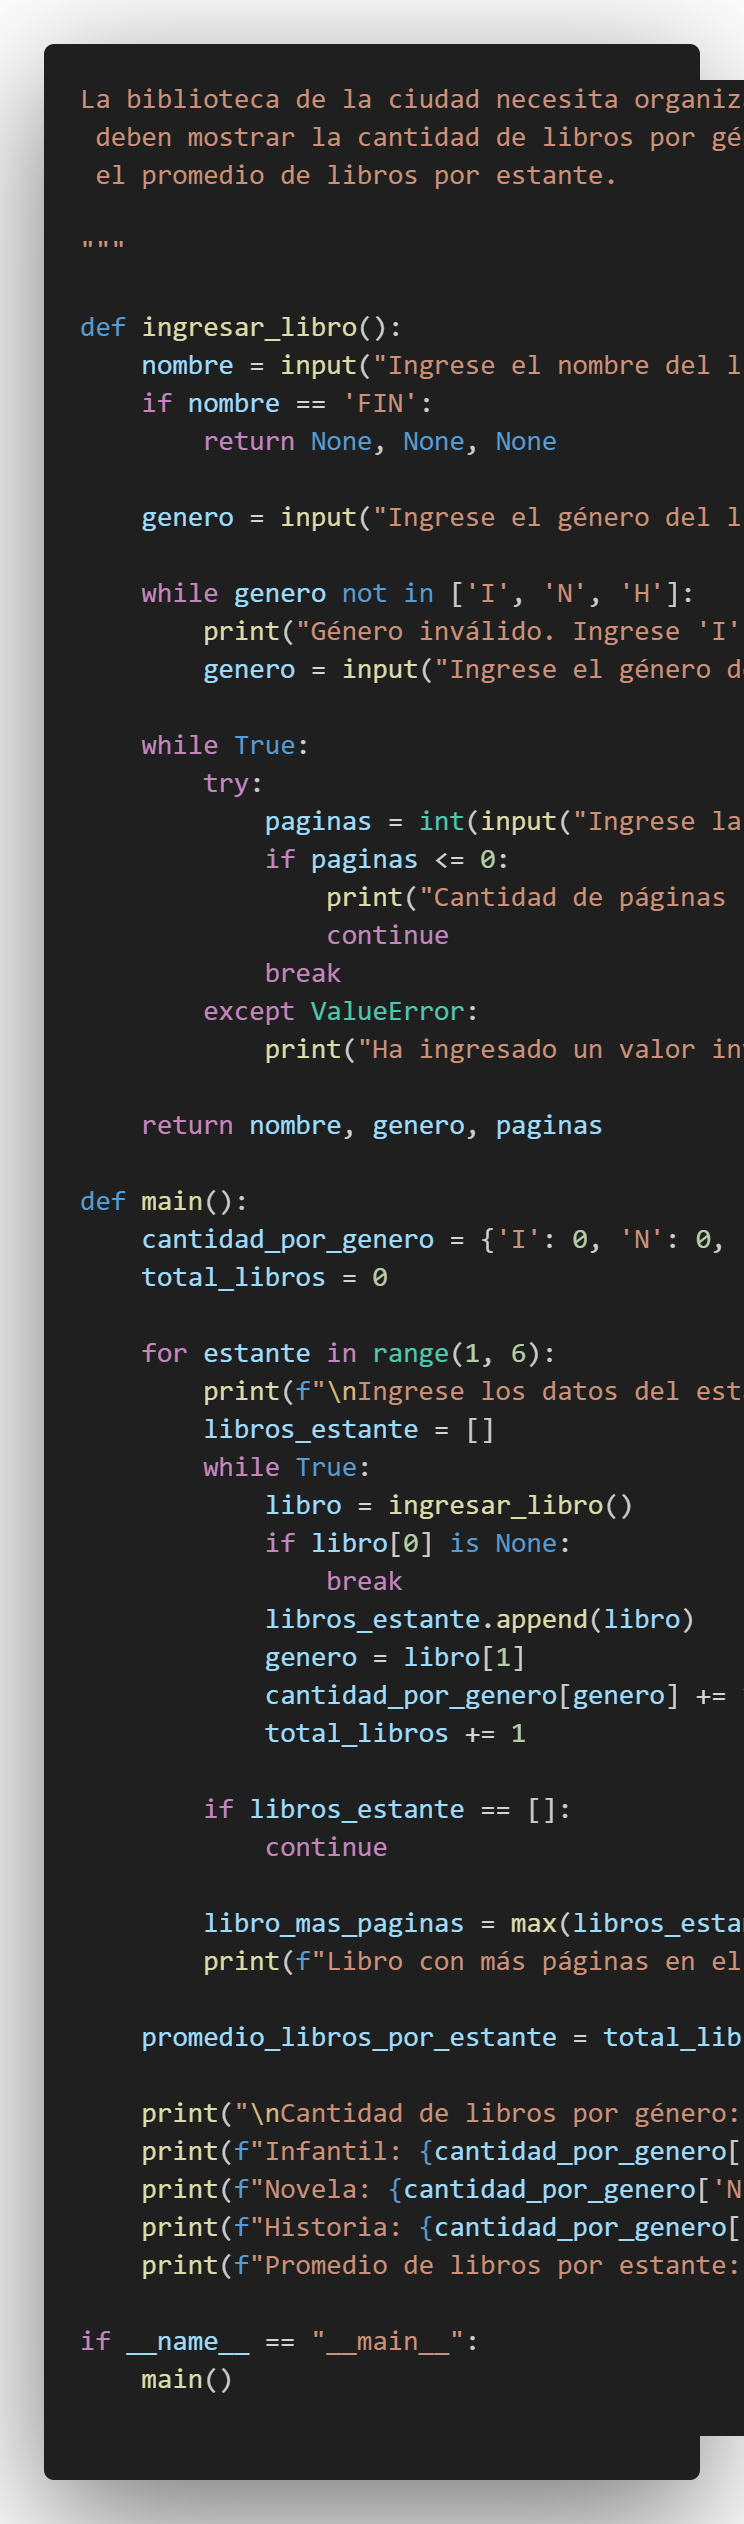 La biblioteca de la ciudad necesita organiz
 deben mostrar la cantidad de libros por gé
 el promedio de libros por estante.

"""

def ingresar_libro():
    nombre = input("Ingrese el nombre del l
    if nombre == 'FIN':
        return None, None, None

    genero = input("Ingrese el género del l

    while genero not in ['I', 'N', 'H']:
        print("Género inválido. Ingrese 'I'
        genero = input("Ingrese el género d

    while True:
        try:
            paginas = int(input("Ingrese la
            if paginas <= 0:
                print("Cantidad de páginas
                continue
            break
        except ValueError:
            print("Ha ingresado un valor in

    return nombre, genero, paginas

def main():
    cantidad_por_genero = {'I': 0, 'N': 0,
    total_libros = 0

    for estante in range(1, 6):
        print(f"\nIngrese los datos del est
        libros_estante = []
        while True:
            libro = ingresar_libro()
            if libro[0] is None:
                break
            libros_estante.append(libro)
            genero = libro[1]
            cantidad_por_genero[genero] +=
            total_libros += 1

        if libros_estante == []:
            continue

        libro_mas_paginas = max(libros_esta
        print(f"Libro con más páginas en el

    promedio_libros_por_estante = total_lib

    print("\nCantidad de libros por género:
    print(f"Infantil: {cantidad_por_genero[
    print(f"Novela: {cantidad_por_genero['N
    print(f"Historia: {cantidad_por_genero[
    print(f"Promedio de libros por estante:

if __name__ == "__main__":
    main()